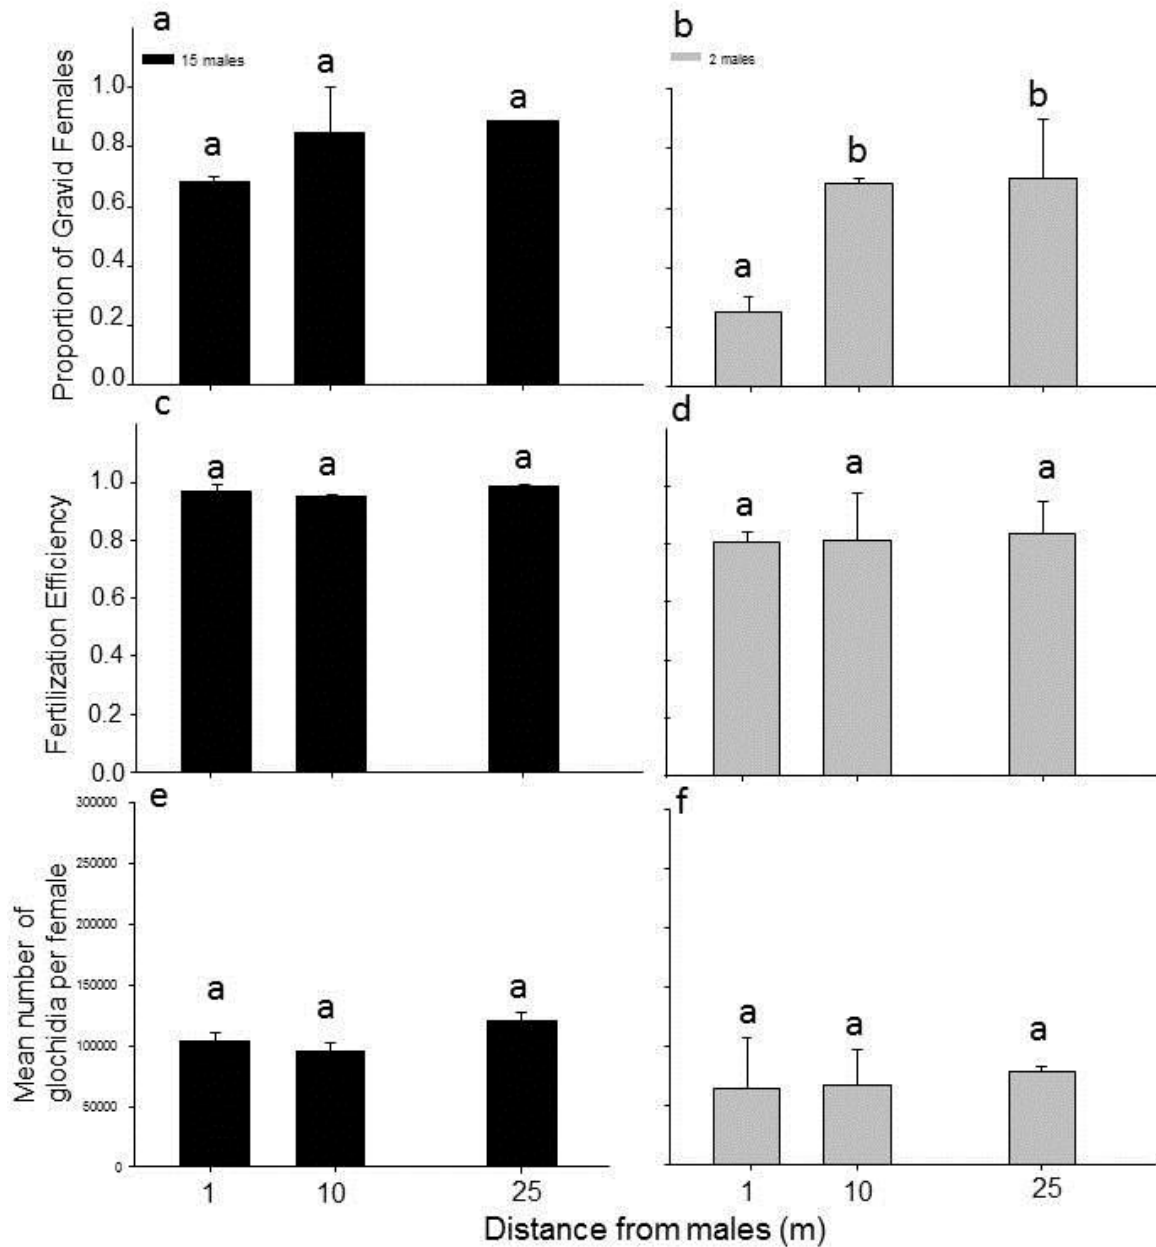 a
15 males
b
2 males
Proportion of Gravid Females
1.0
0.8
0.6
0.4
0.2
0.0
a
a
a
a
b
b
c
d
Fertilization Efficiency
1.0
0.8
0.6
0.4
0.2
0.0
a
a
a
a
a
a
e
f
Mean number of
glochidia per female
300000
250000
200000
150000
100000
50000
0
a
a
a
a
a
a
1 10 25 1 10 25
Distance from males (m)